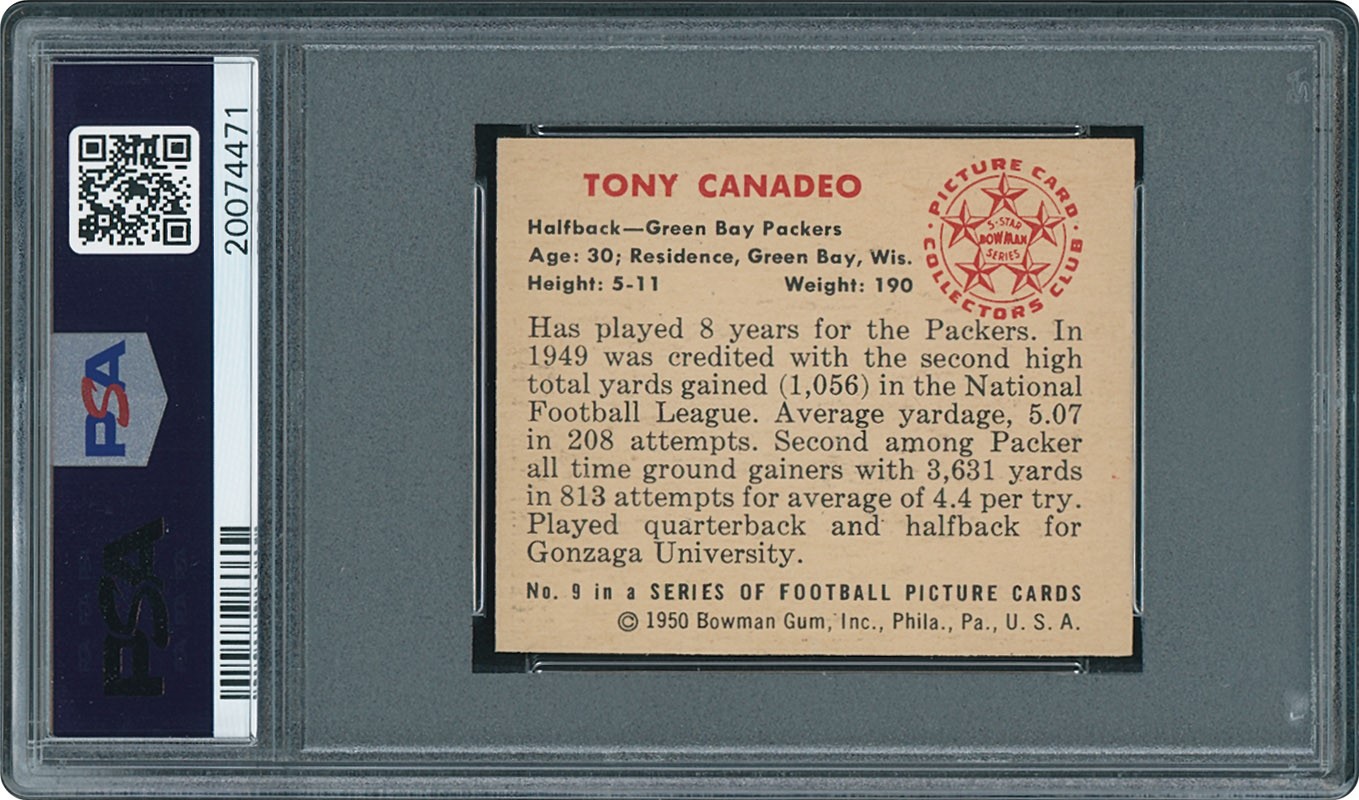 20074471
PSA
PSA
TONY CANADEO
Halfback—Green Bay Packers
Age: 30; Residence, Green Bay, Wis.
Height: 5-11 Weight: 190
PICTURE CARD
COLLECTORS CLUB
5-STAR
BOWMAN
SERIES
Has played 8 years for the Packers. In
1949 was credited with the second high
total yards gained (1,056) in the National
Football League. Average yardage, 5.07
in 208 attempts. Second among Packer
all time ground gainers with 3,631 yards
in 813 attempts for average of 4.4 per try.
Played quarterback and halfback for
Gonzaga University.
No. 9 in a SERIES OF FOOTBALL PICTURE CARDS
© 1950 Bowman Gum, Inc., Phila., Pa., U. S. A.